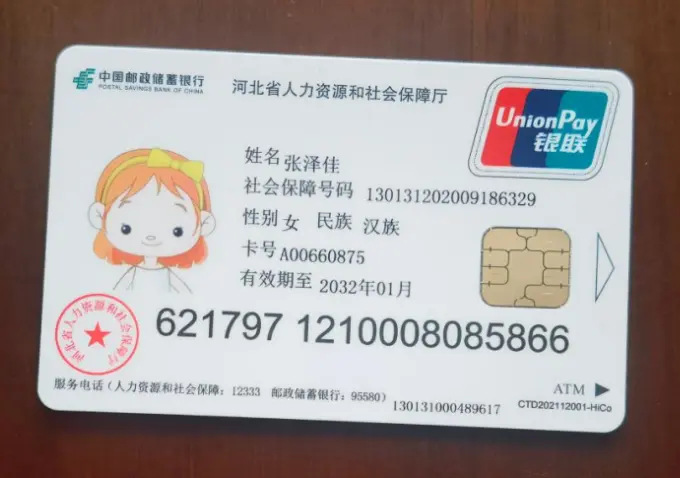 中国邮政储蓄银行
POSTAL SAVINGS BANK OF CHINA
河北省人力资源和社会保障厅
UnionPay
银联
姓名 张泽佳
社会保障号码 130131202009186329
性别 女 民族 汉族
卡号 A00660875
有效期至 2032年01月
河北省人力资源和社会保障厅
621797 1210008085866
服务电话（人力资源和社会保障：12333 邮政储蓄银行：95580）
130131000489617
ATM
CTD202112001-HiCo